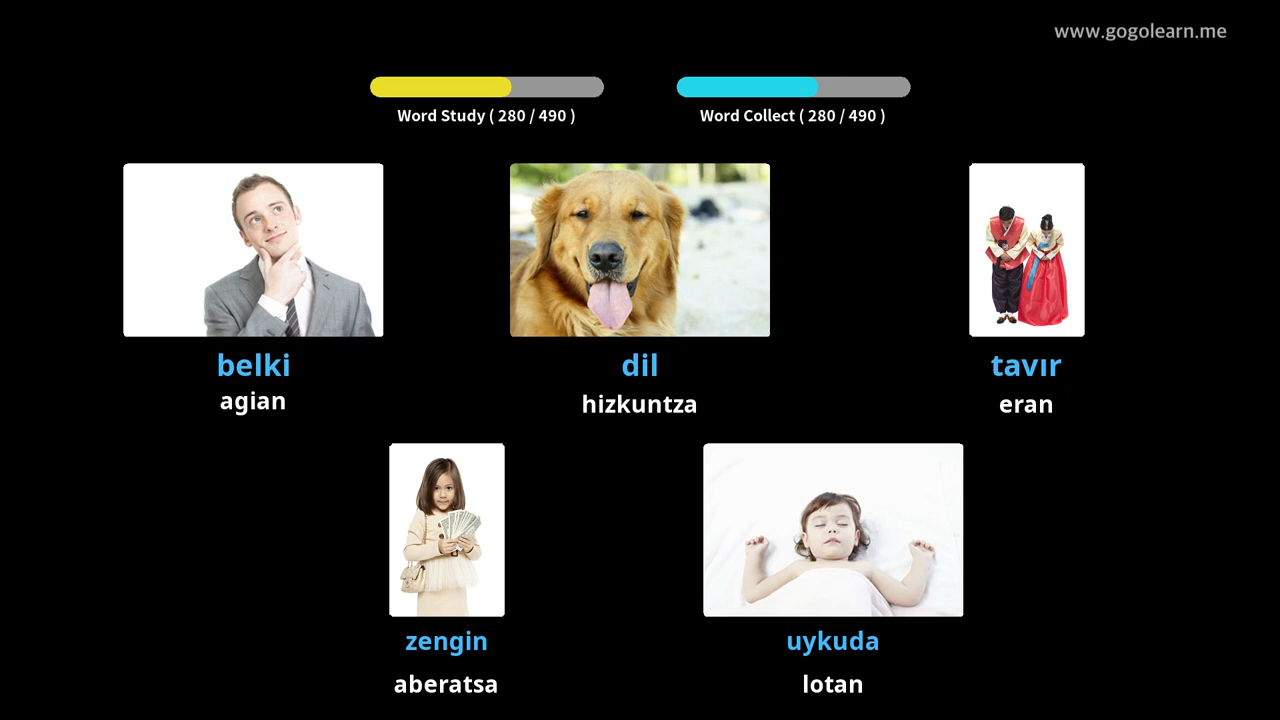 www.gogolearn.me
Word Study ( 280 / 490 )
Word Collect ( 280 / 490 )
belki
agian
dil
hizkuntza
tavır
eran
zengin
aberatsa
uykuda
lotan